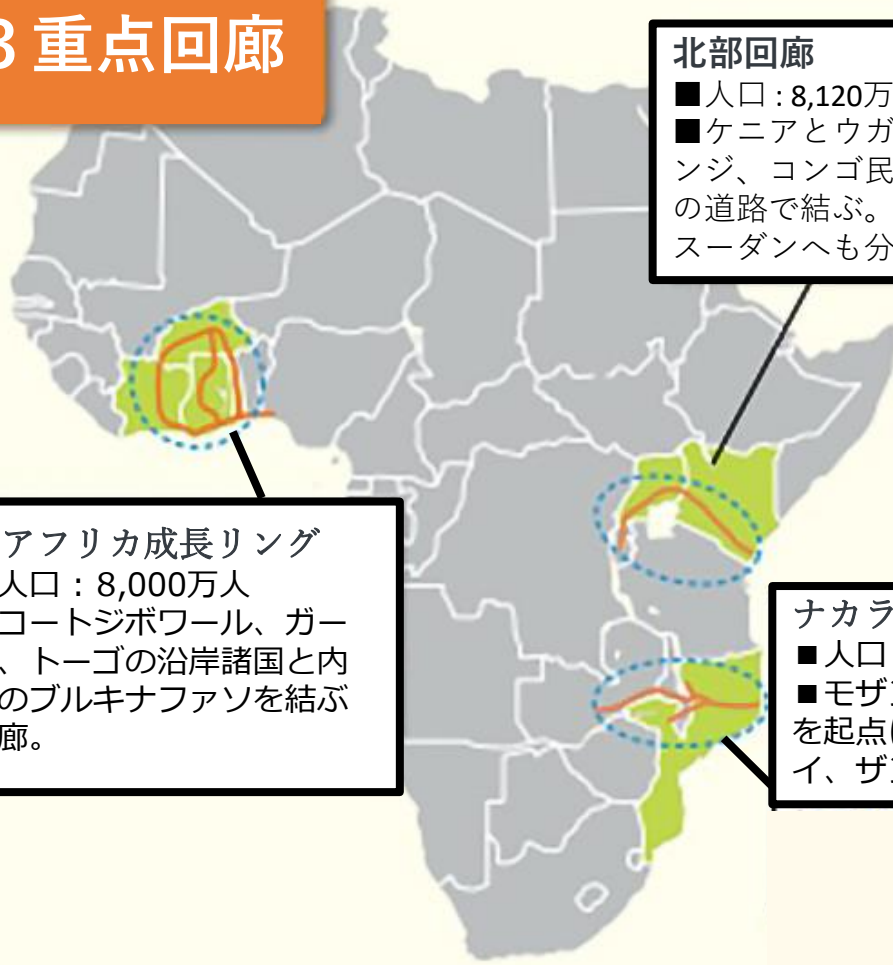 3重点回廊
北部回廊
■人口:8,120万
■ケニアとウガ
ンジ、コンゴ民
の道路で結ぶ。
スーダンへも分
アフリカ成長リング
人口:8,000万人
コートジボワール、ガー
、トーゴの沿岸諸国と内
のブルキナファソを結ぶ
廊。
ナカラ
■人口
■モザン
を起点に
イ、ザン